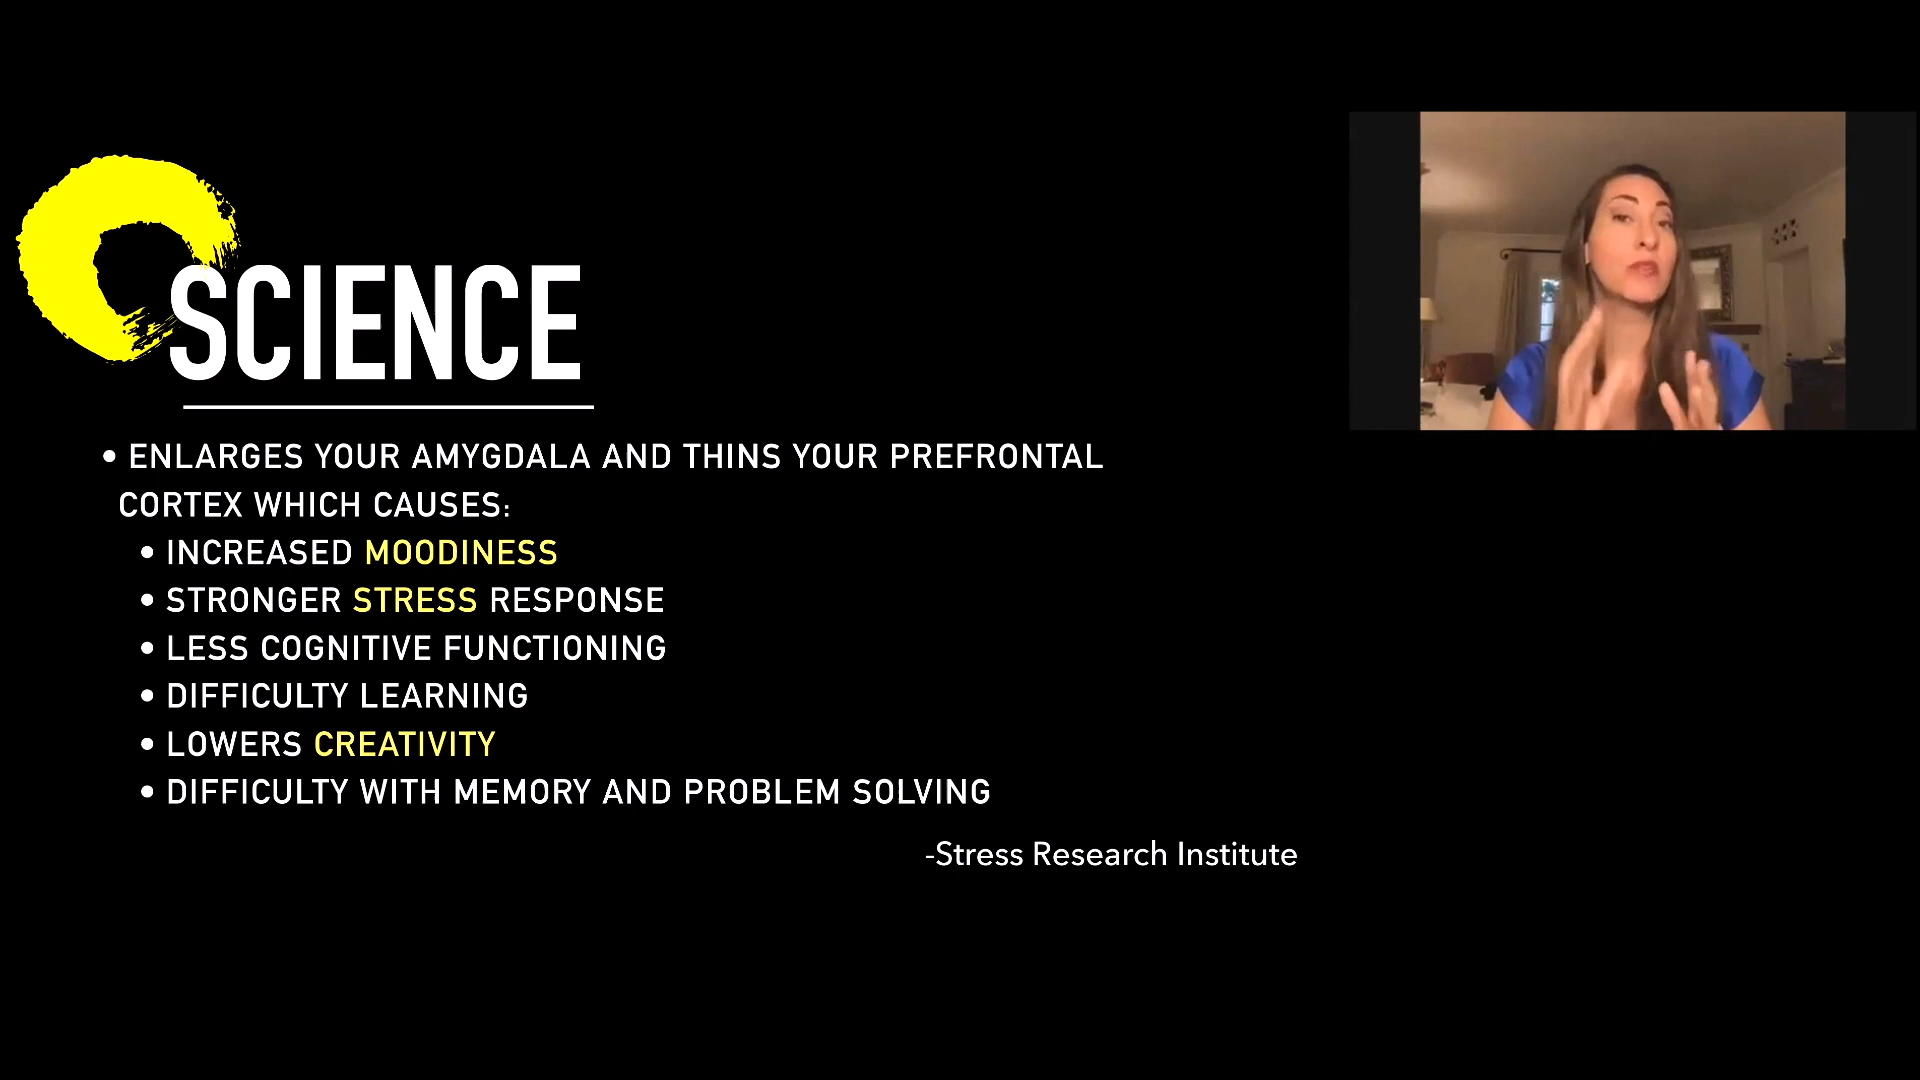 SCIENCE
• ENLARGES YOUR AMYGDALA AND THINS YOUR PREFRONTAL
CORTEX WHICH CAUSES:
• INCREASED MOODINESS
• STRONGER STRESS RESPONSE
• LESS COGNITIVE FUNCTIONING
• DIFFICULTY LEARNING
• LOWERS CREATIVITY
• DIFFICULTY WITH MEMORY AND PROBLEM SOLVING
-Stress Research Institute